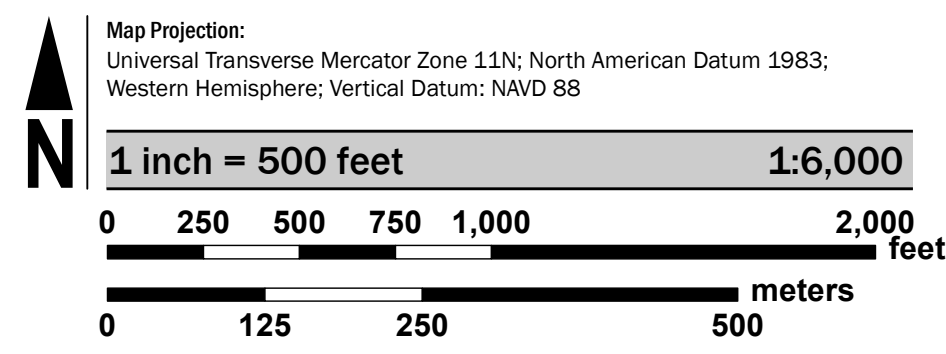 Map Projection:
Universal Transverse Mercator Zone 11N; North American Datum 1983;
Western Hemisphere; Vertical Datum: NAVD 88
N
1 inch = 500 feet 1:6,000
0 250 500 750 1,000 2,000
feet
meters
0 125 250 500